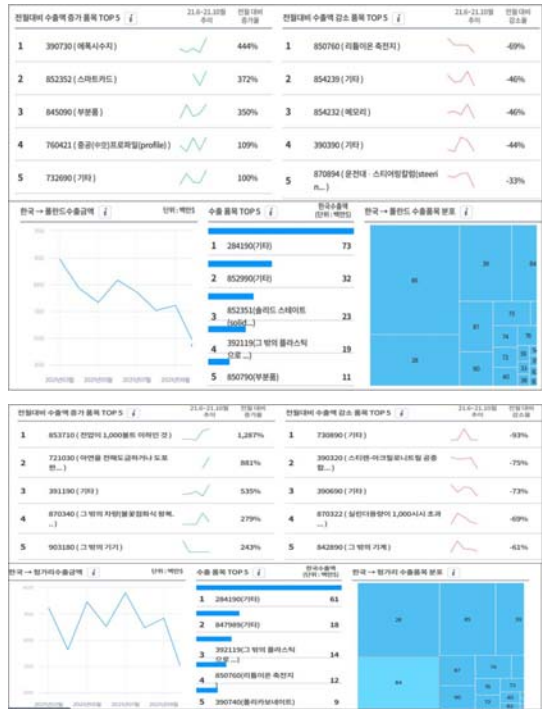 전월대비 수출액 증가 품목 TOP 5 i 21.6~21.10월 추이 전월 대비 증가율
1 390730 ( 에폭시수지 ) 444%
2 852352 ( 스마트카드 ) 372%
3 845090 ( 부분품 ) 350%
4 760421 ( 중공(中空)프로파일(profile) ) 109%
5 732690 ( 기타 ) 100%
전월대비 수출액 감소 품목 TOP 5 i 21.6~21.10월 추이 전월 대비 감소율
1 850760 ( 리튬이온 축전지 ) -69%
2 854239 ( 기타 ) -46%
3 854232 ( 메모리 ) -46%
4 390390 ( 기타 ) -44%
5 870894 ( 운전대ㆍ스티어링칼럼(steeri
n... ) -33%
한국 → 폴란드수출금액 i 단위 : 백만$
수출 품목 TOP 5 i 한국수출액
(단위 : 백만$)
1 284190(기타) 73
2 852990(기타) 32
3 852351(솔리드 스테이트
(solid...) 23
4 392119(그 밖의 플라스틱
으로 ...) 19
5 850790(부분품) 11
한국 → 폴란드 수출품목 분포 i
85 39 84
28 87 73
90 74 70
72
40
전월대비 수출액 증가 품목 TOP 5 i 21.6~21.10월 추이 전월 대비 증가율
1 853710 ( 전압이 1,000볼트 이하인 것 ) 1,287%
2 721030 ( 아연을 전해도금하거나 도포
한... ) 881%
3 391190 ( 기타 ) 535%
4 870340 ( 그 밖의 차량(불꽃점화식 왕복.
..) 279%
5 903180 ( 그 밖의 기기 ) 243%
전월대비 수출액 감소 품목 TOP 5 i 21.6~21.10월 추이 전월 대비 감소율
1 730890 ( 기타 ) -93%
2 390320 ( 스티렌-아크릴로니트릴 공중
합... ) -75%
3 390690 ( 기타 ) -73%
4 870322 ( 실린더용량이 1,000시시 초과
...) -69%
5 842890 ( 그 밖의 기계 ) -61%
한국 → 헝가리수출금액 i 단위 : 백만$
수출 품목 TOP 5 i 한국수출액
(단위 : 백만$)
1 284190(기타) 61
2 847989(기타) 18
3 392119(그 밖의 플라스틱
으로 ...) 14
4 850760(리튬이온 축전지
) 12
5 390740(폴리카보네이트) 9
한국 → 헝가리 수출품목 분포 i
28 85 39
84 87
90 72